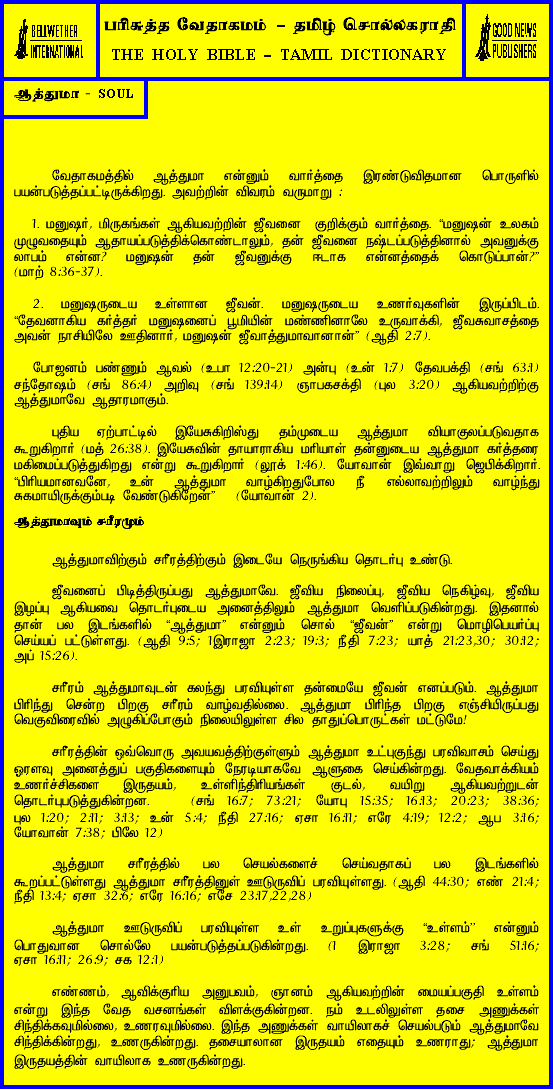 BELLWETHER
INTERNATIONAL
பரிசுத்த வேதாகமம் - தமிழ் சொல்லகராதி
THE HOLY BIBLE - TAMIL DICTIONARY
GOOD NEWS
PUBLISHERS
ஆத்துமா - SOUL
வேதாகமத்தில் ஆத்துமா என்னும் வார்த்தை இரண்டுவிதமான பொருளில்
பயன்படுத்தப்பட்டிருக்கிறது. அவற்றின் விவரம் வருமாறு :
1. மனுஷர், மிருகங்கள் ஆகியவற்றின் ஜீவனை குறிக்கும் வார்த்தை. “மனுஷன் உலகம்
முழுவதையும் ஆதாயப்படுத்திக்கொண்டாலும், தன் ஜீவனை நஷ்டப்படுத்தினால் அவனுக்கு
லாபம் என்ன? மனுஷன் தன் ஜீவனுக்கு ஈடாக என்னத்தைக் கொடுப்பான்?”
(மாற் 8:36-37).
2. மனுஷருடைய உள்ளான ஜீவன். மனுஷருடைய உணர்வுகளின் இருப்பிடம்.
“தேவனாகிய கர்த்தர் மனுஷனைப் பூமியின் மண்ணினாலே உருவாக்கி, ஜீவசுவாசத்தை
அவன் நாசியிலே ஊதினார், மனுஷன் ஜீவாத்துமாவானான்” (ஆதி 2:7).
போஜனம் பண்ணும் ஆவல் (உபா 12:20-21) அன்பு (உன் 1:7) தேவபக்தி (சங் 63:1)
சந்தோஷம் (சங் 86:4) அறிவு (சங் 139:14) ஞாபகசக்தி (புல 3:20) ஆகியவற்றிற்கு
ஆத்துமாவே ஆதாரமாகும்.
புதிய ஏற்பாட்டில் இயேசுகிறிஸ்து தம்முடைய ஆத்துமா வியாகுலப்படுவதாக
கூறுகிறார் (மத் 26:38). இயேசுவின் தாயாராகிய மரியாள் தன்னுடைய ஆத்துமா கர்த்தரை
மகிமைப்படுத்துகிறது என்று கூறுகிறார் (லூக் 1:46). யோவான் இவ்வாறு ஜெபிக்கிறார்.
“பிரியமானவனே, உன் ஆத்துமா வாழ்கிறதுபோல நீ எல்லாவற்றிலும் வாழ்ந்து
சுகமாயிருக்கும்படி வேண்டுகிறேன்” (யோவான் 2).
ஆத்துமாவும் சரீரமும்
ஆத்துமாவிற்கும் சரீரத்திற்கும் இடையே நெருங்கிய தொடர்பு உண்டு.
ஜீவனைப் பிடித்திருப்பது ஆத்துமாவே. ஜீவிய நிலைப்பு, ஜீவிய நெகிழ்வு, ஜீவிய
இழப்பு ஆகியவை தொடர்புடைய அனைத்திலும் ஆத்துமா வெளிப்படுகின்றது. இதனால்
தான் பல இடங்களில் “ஆத்துமா” என்னும் சொல் “ஜீவன்” என்று மொழிபெயர்ப்பு
செய்யப் பட்டுள்ளது. (ஆதி 9:5; 1இராஜா 2:23; 19:3; நீதி 7:23; யாத் 21:23,30; 30:12;
அப் 15:26).
சரீரம் ஆத்துமாவுடன் கலந்து பரவியுள்ள தன்மையே ஜீவன் எனப்படும். ஆத்துமா
பிரிந்து சென்ற பிறகு சரீரம் வாழ்வதில்லை. ஆத்துமா பிரிந்த பிறகு எஞ்சியிருப்பது
வெகுவிரைவில் அழுகிப்போகும் நிலையிலுள்ள சில தாதுப்பொருட்கள் மட்டுமே!
சரீரத்தின் ஒவ்வொரு அவயவத்திற்குள்ளும் ஆத்துமா உட்புகுந்து பரவிவாசம் செய்து
ஓரளவு அனைத்துப் பகுதிகளையும் நேரடியாகவே ஆளுகை செய்கின்றது. வேதவாக்கியம்
உணர்ச்சிகளை இருதயம், உள்ளிந்திரியங்கள் குடல், வயிறு ஆகியவற்றுடன்
தொடர்புபடுத்துகின்றன. (சங் 16:7; 73:21; யோபு 15:35; 16:13; 20:23; 38:36;
புல 1:20; 2:11; 3:13; உன் 5:4; நீதி 27:16; ஏசா 16:11; எரே 4:19; 12:2; ஆப 3:16;
யோவான் 7:38; பிலே 12)
ஆத்துமா சரீரத்தில் பல செயல்களைச் செய்வதாகப் பல இடங்களில்
கூறப்பட்டுள்ளது ஆத்துமா சரீரத்தினுள் ஊடுருவிப் பரவியுள்ளது. (ஆதி 44:30; எண் 21:4;
நீதி 13:4; ஏசா 32:6; எரே 16:16; எசே 23:17,22,28)
ஆத்துமா ஊடுருவிப் பரவியுள்ள உள் உறுப்புகளுக்கு “உள்ளம்” என்னும்
பொதுவான சொல்லே பயன்படுத்தப்படுகின்றது. (1 இராஜா 3:28; சங் 51:16;
ஏசா 16:11; 26:9; சக 12:1)
எண்ணம், ஆவிக்குரிய அனுபவம், ஞானம் ஆகியவற்றின் மையப்பகுதி உள்ளம்
என்று இந்த வேத வசனங்கள் விளக்குகின்றன. நம் உடலிலுள்ள தசை அணுக்கள்
சிந்திக்கவுமில்லை, உணரவுமில்லை. இந்த அணுக்கள் வாயிலாகச் செயல்படும் ஆத்துமாவே
சிந்திக்கின்றது, உணருகின்றது. தசையாலான இருதயம் எதையும் உணராது; ஆத்துமா
இருதயத்தின் வாயிலாக உணருகின்றது.